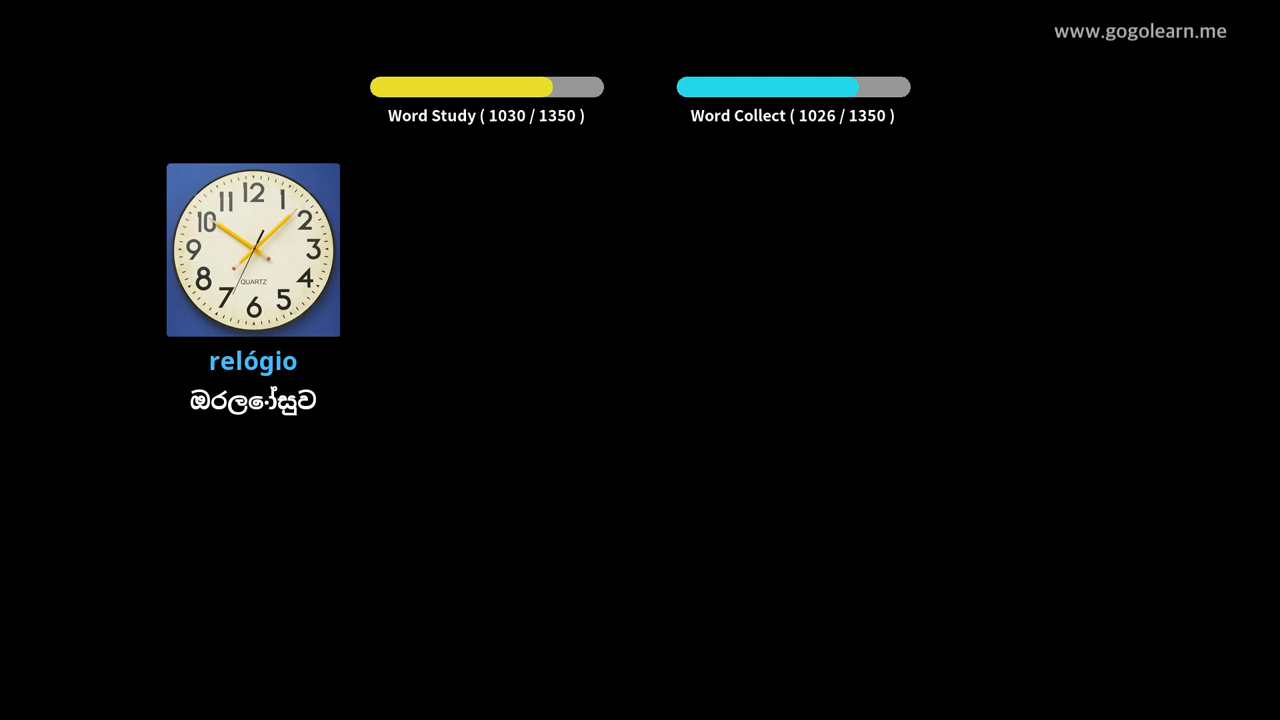 www.gogolearn.me
Word Study ( 1030 / 1350 )
Word Collect ( 1026 / 1350 )
12
11
1
10
2
9
3
8
4
QUARTZ
7
5
6
relógio
ඔරලෝසුව